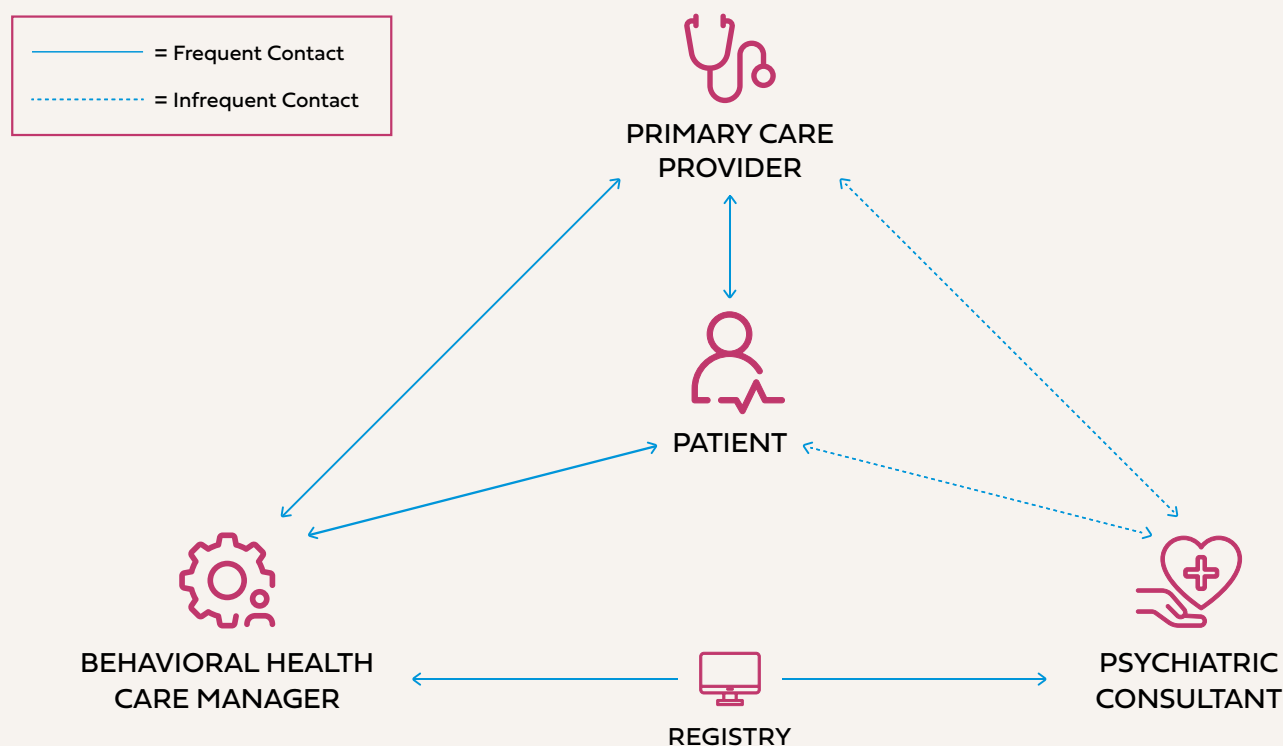 = Frequent Contact
= Infrequent Contact
PRIMARY CARE
PROVIDER
PATIENT
BEHAVIORAL HEALTH
CARE MANAGER
REGISTRY
PSYCHIATRIC
CONSULTANT